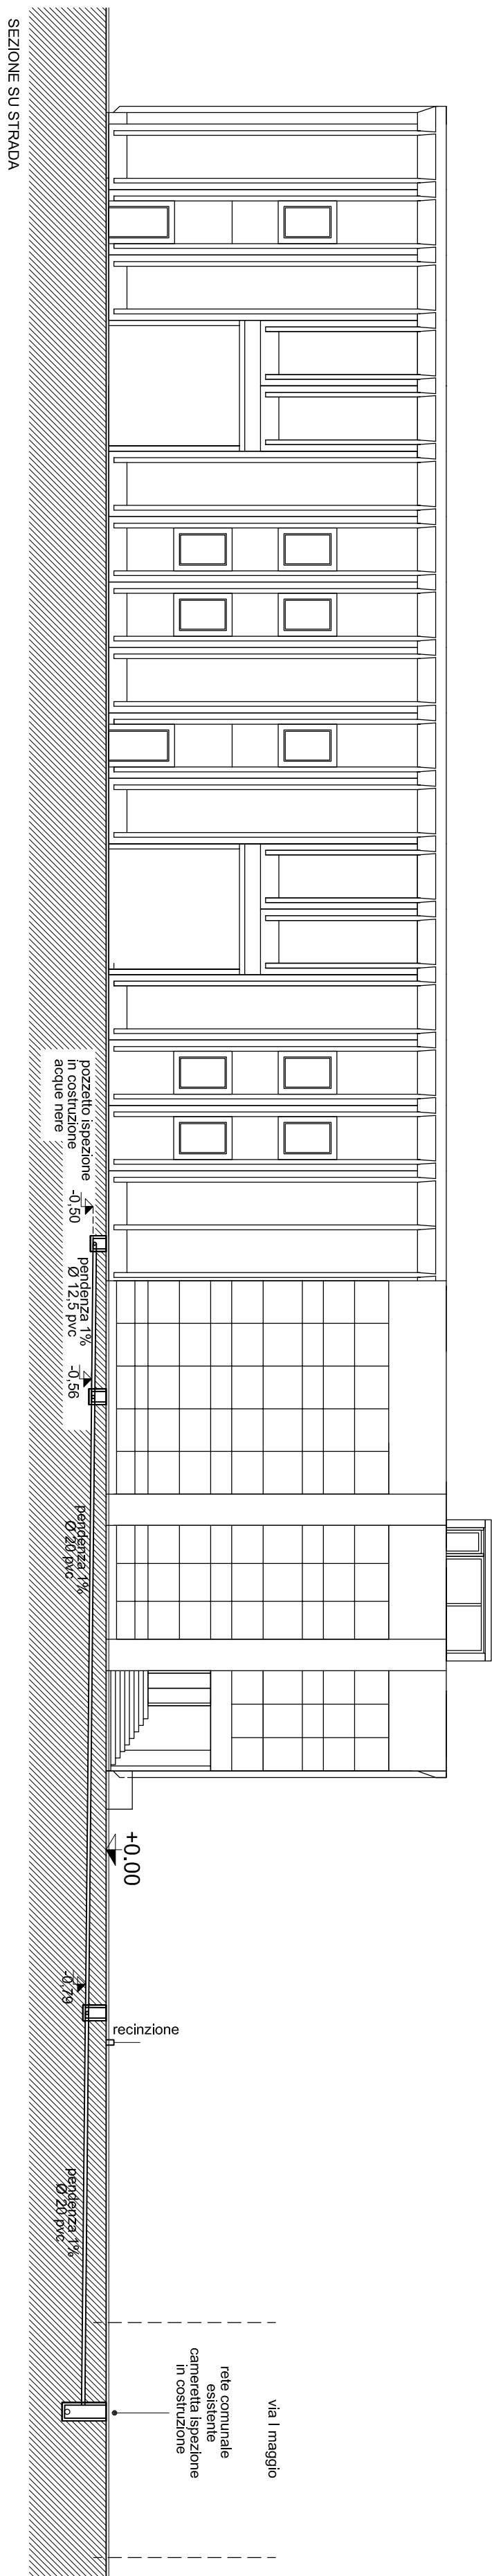 SEZIONE SU STRADA
pozzetto ispezione
in costruzione
acque nere
-0,50
pendenza 1%
Ø 12,5 pvc
-0,56
pendenza 1%
Ø 20 pvc
+0.00
-0,79
recinzione
pendenza 1%
Ø 20 pvc
via I maggio
rete comunale
esistente
cameretta ispezione
in costruzione